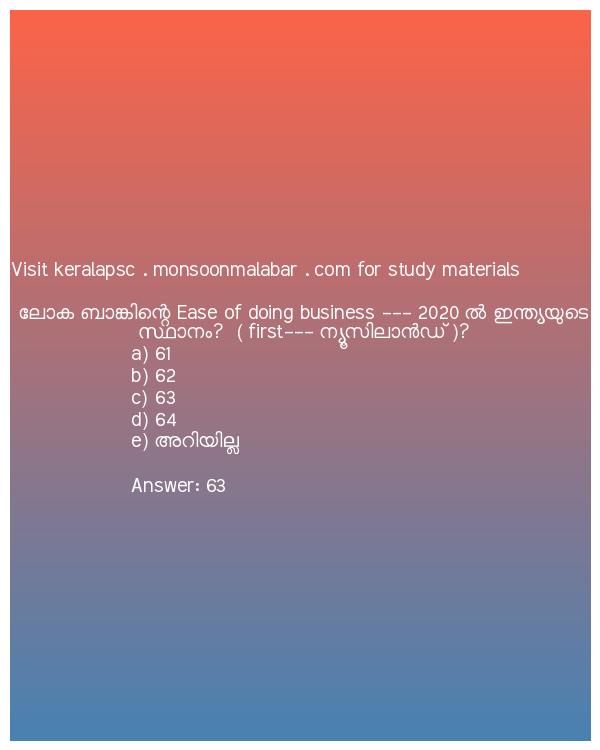 Visit keralapsc . monsoonmalabar . com for study materials
ലോക ബാങ്കിന്റെ Ease of doing business --- 2020 ൽ ഇന്ത്യയുടെ
സ്ഥാനം? ( first--- ന്യൂസിലാൻഡ് )?
a) 61
b) 62
c) 63
d) 64
e) അറിയില്ല
Answer: 63